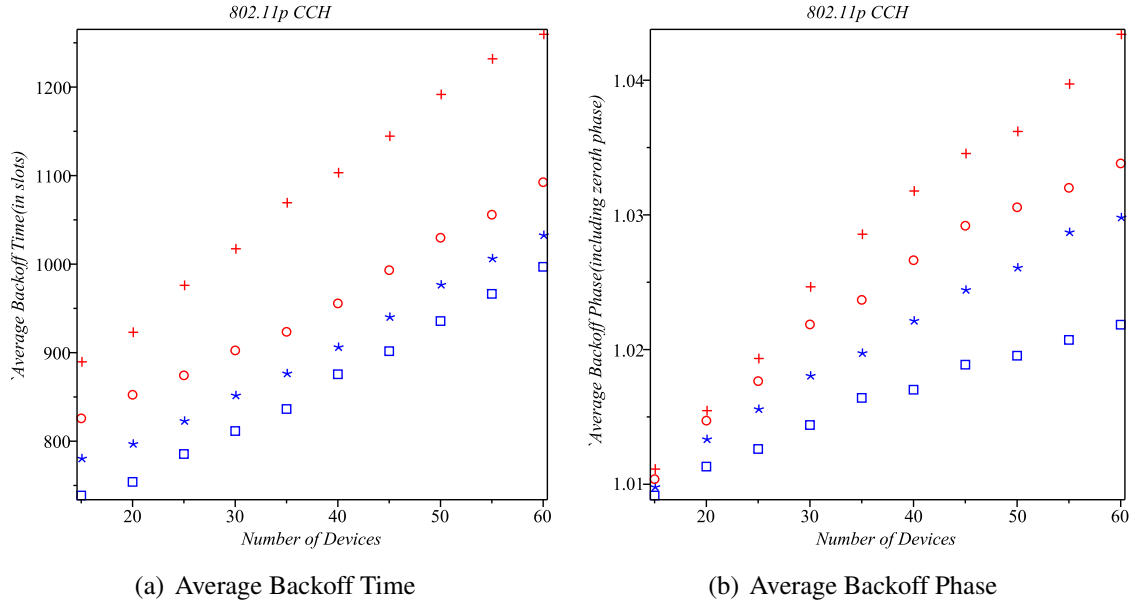 802.11p CCH
`Average Backoff Time(in slots)
1200
1100
1000
900
800
20 30 40 50 60
Number of Devices
(a) Average Backoff Time
802.11p CCH
`Average Backoff Phase(including zeroth phase)
1.04
1.03
1.02
1.01
20 30 40 50 60
Number of Devices
(b) Average Backoff Phase